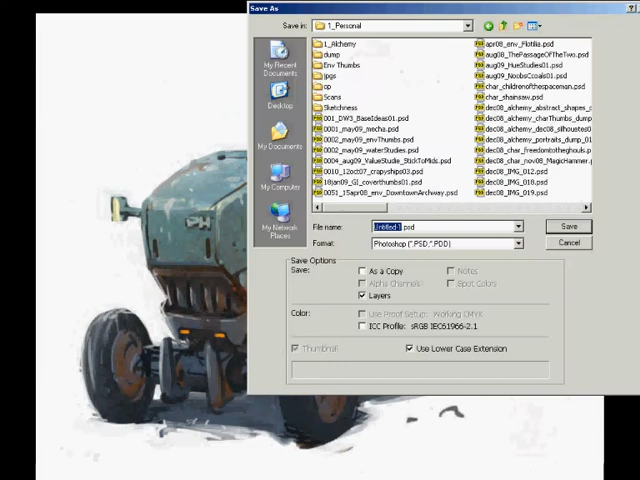 Save As
Save in: 1_Personal
My Recent Documents
Desktop
My Documents
My Computer
My Network Places
1_Alchemy
dump
Env Thumbs
jpgs
op
Scans
Sketchness
001_DW3_BaseIdeas01.psd
0001_may09_mecha.psd
0002_may09_envThumbs.psd
0002_may09_waterStudies.psd
0004_aug09_ValueStudie_StickToMids.psd
0010_12oct07_crapyships03.psd
18jan09_GI_coverthumbs01.psd
0051_15apr08_env_DowntownArchway.psd
apr08_env_Flotilia.psd
aug08_ThePassageOfTheTwo.psd
aug09_HueStudies01.psd
aug09_NoobsCcoals01.psd
char_childrenofthespaceman.psd
char_shainsaw.psd
dec08_alchemy_abstract_shapes_
dec08_alchemy_charThumbs_dump
dec08_alchemy_designs_silhouetted
dec08_alchemy_portraits_dump_01
dec08_char_freedomtotheghouls.p
dec08_char_nov08_MagicHammer.
dec08_IMG_012.psd
dec08_IMG_018.psd
dec08_IMG_019.psd
File name: Untitled-1.psd
Save
Format: Photoshop (*.PSD;*.PDD)
Cancel
Save Options
Save: As a Copy Notes
Alpha Channels Spot Colors
Layers
Color: Use Proof Setup: Working CMYK
ICC Profile: sRGB IEC61966-2.1
Thumbnail Use Lower Case Extension